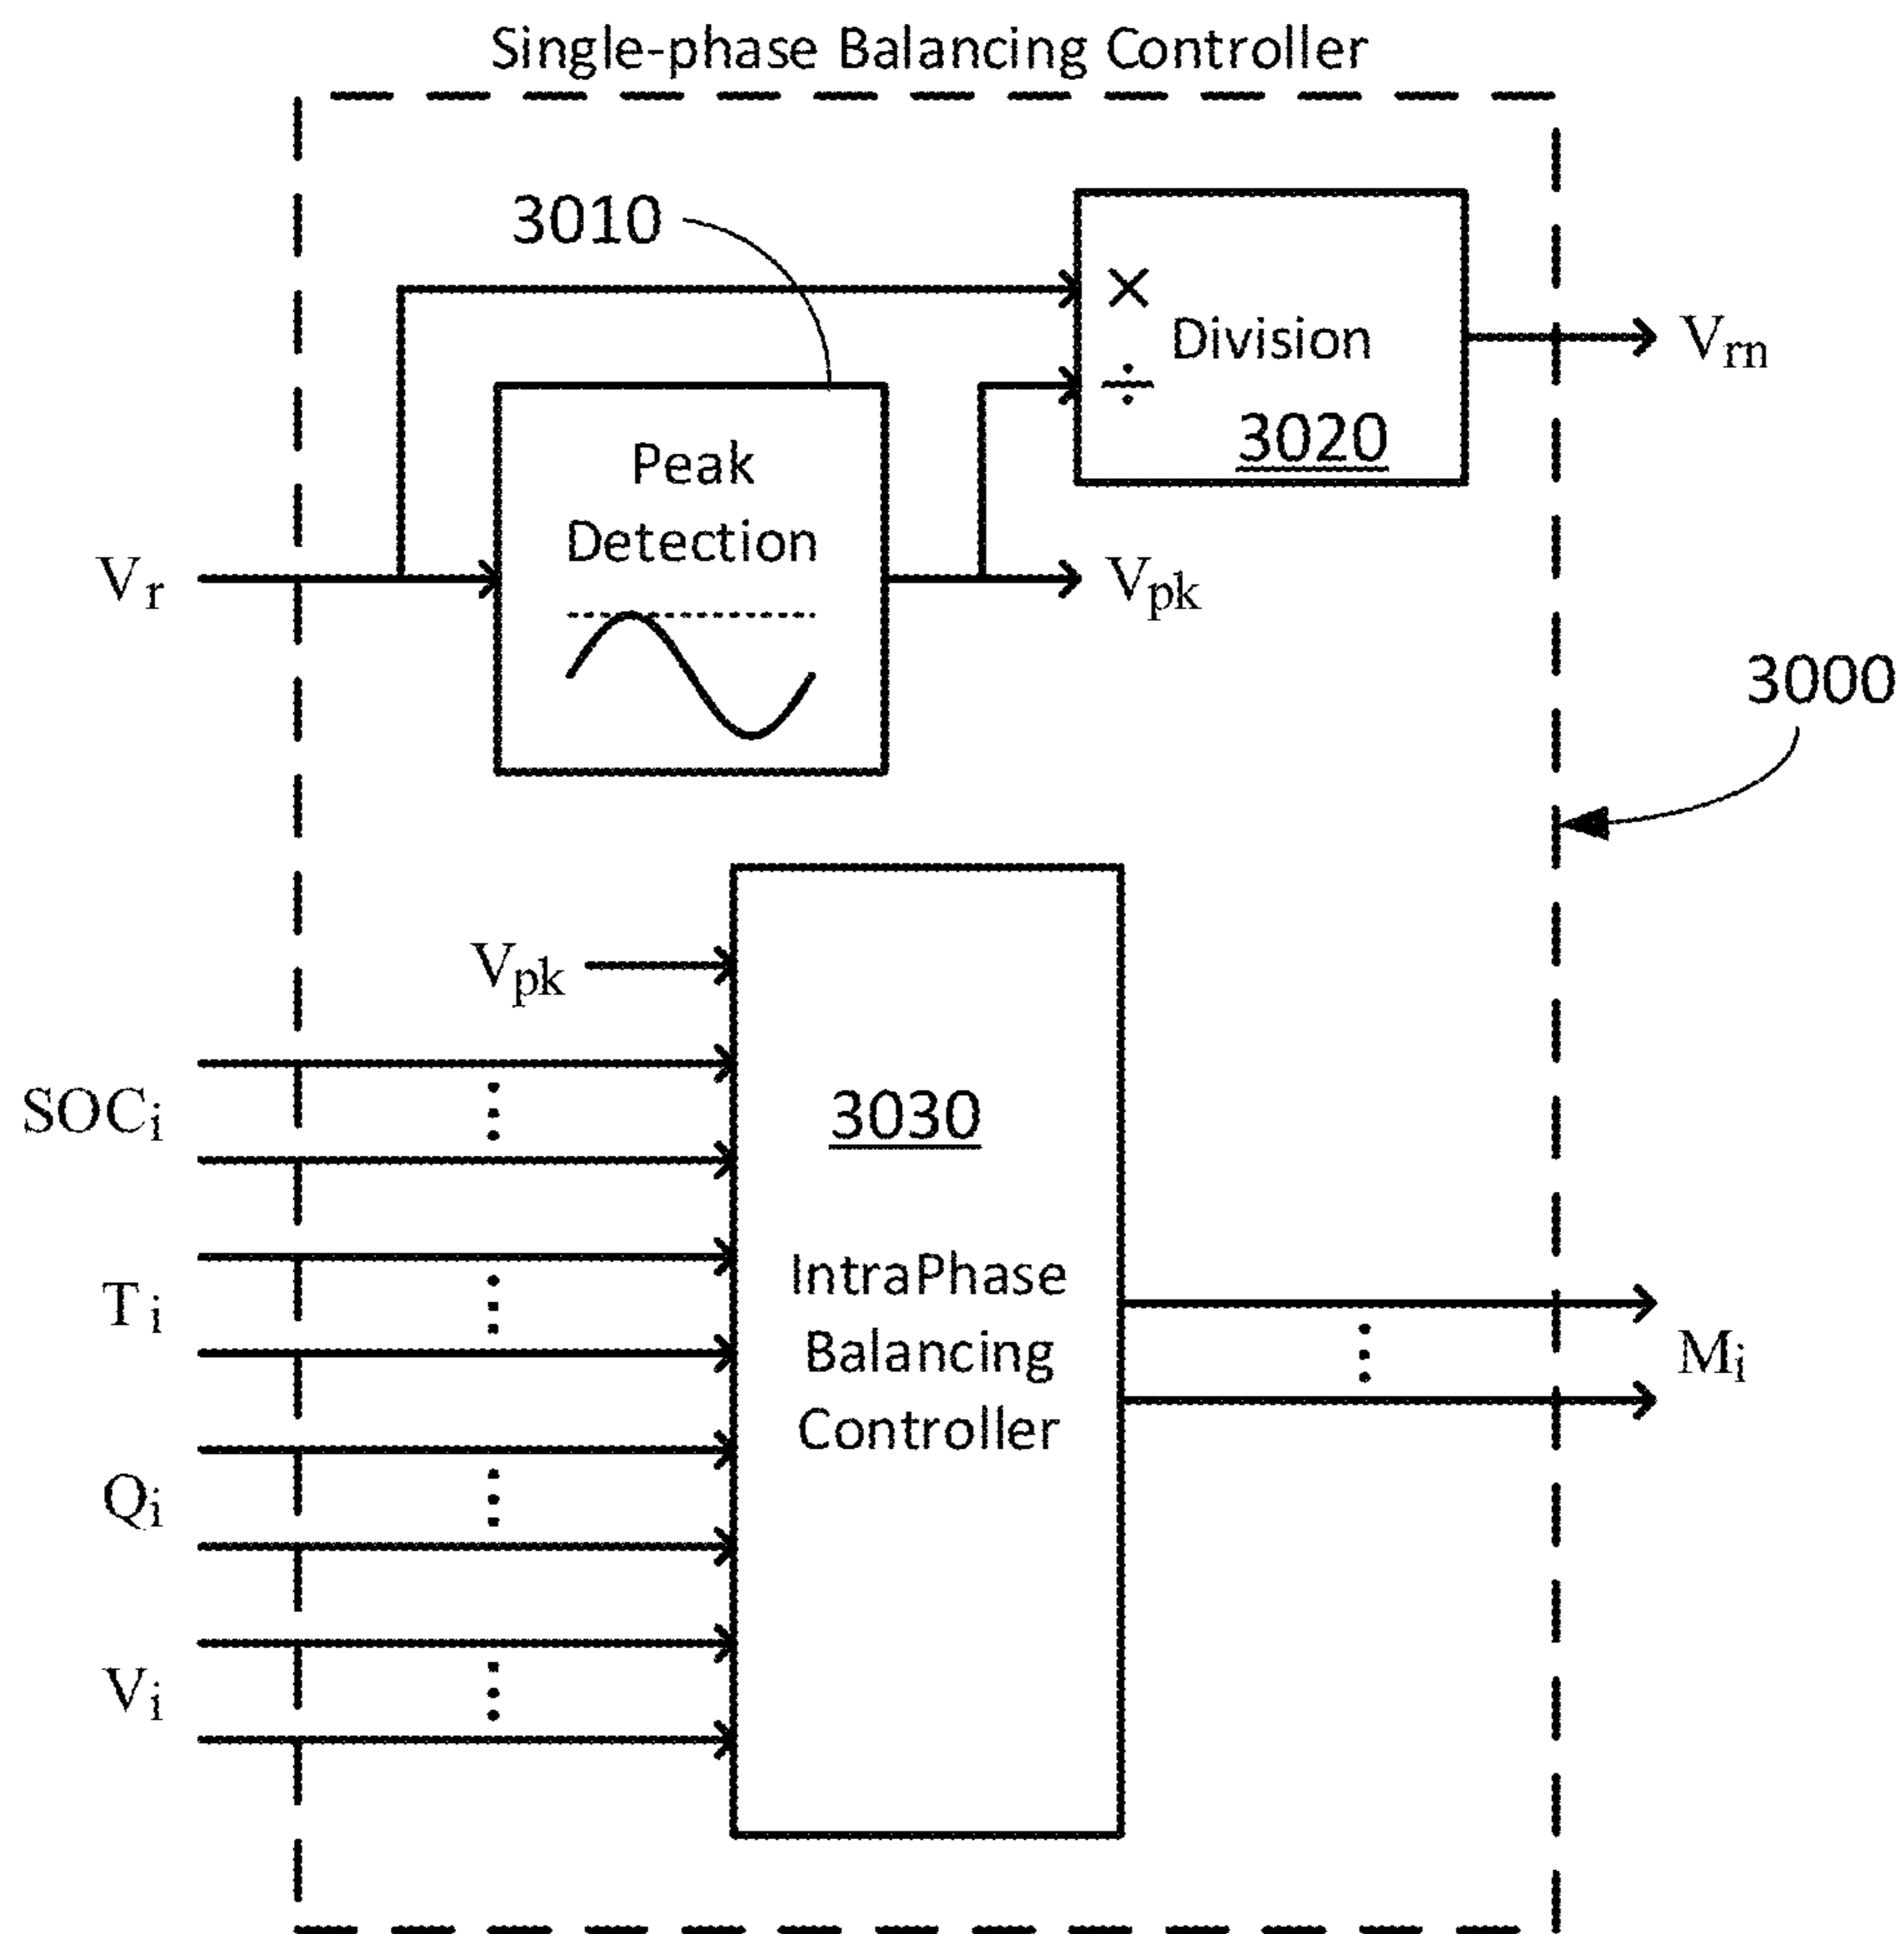 Single-phase Balancing Controller
3010
×
Division
÷
3020
Vrn
Peak
Detection
Vr
Vpk
3000
Vpk
SOCi
3030
Ti
IntraPhase
Balancing
Controller
Mi
Qi
Vi